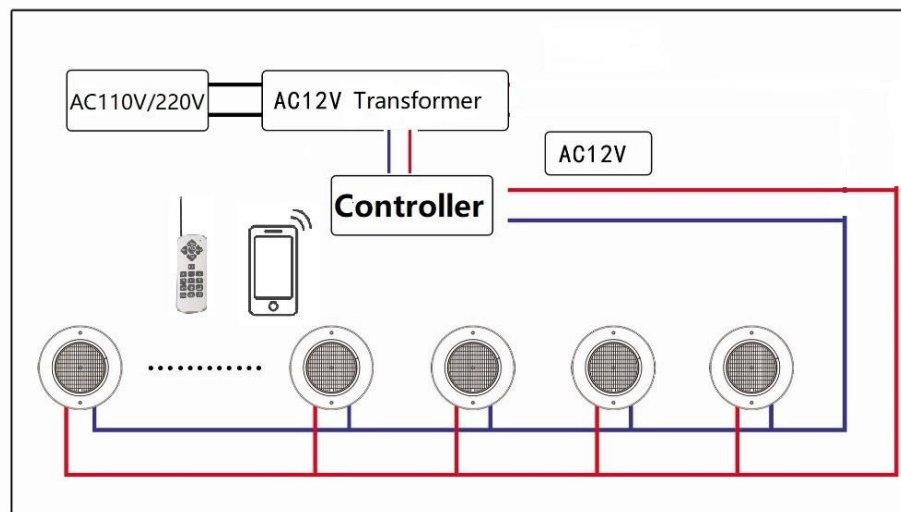 AC110V/220V
AC12V Transformer
AC12V
Controller